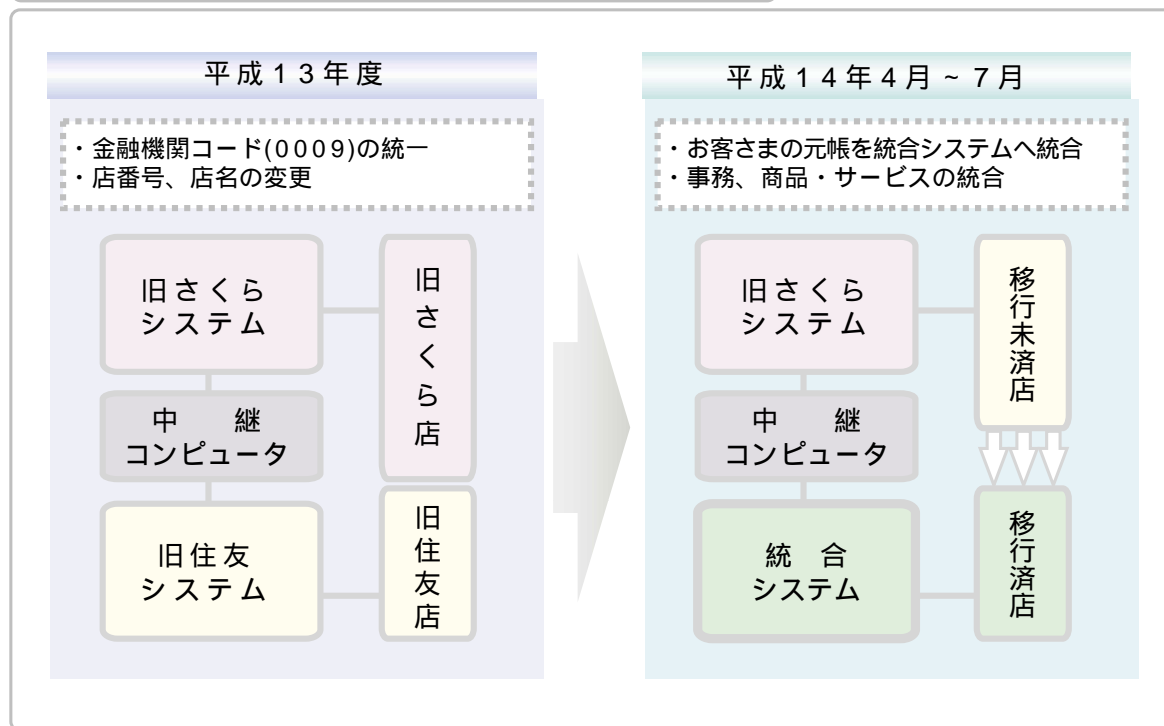 平成13年度
・金融機関コード(0009)の統一
・店番号、店名の変更
旧さくら
システム
旧さくら店
中 継
コンピュータ
旧住友
システム
旧住友店
平成14年4月~7月
・お客さまの元帳を統合システムへ統合
・事務、商品・サービスの統合
旧さくら
システム
移行未済店
中 継
コンピュータ
統 合
システム
移行済店